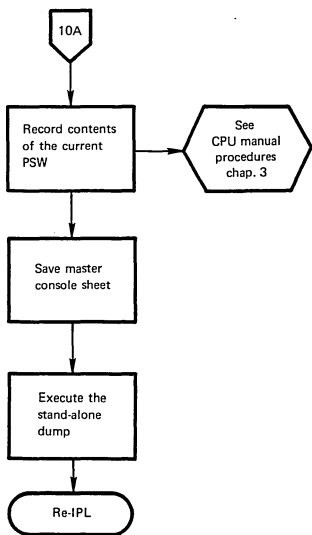 10A
Record contents
of the current
PSW
See
CPU manual
procedures
chap. 3
Save master
console sheet
Execute the
stand-alone
dump
Re-IPL